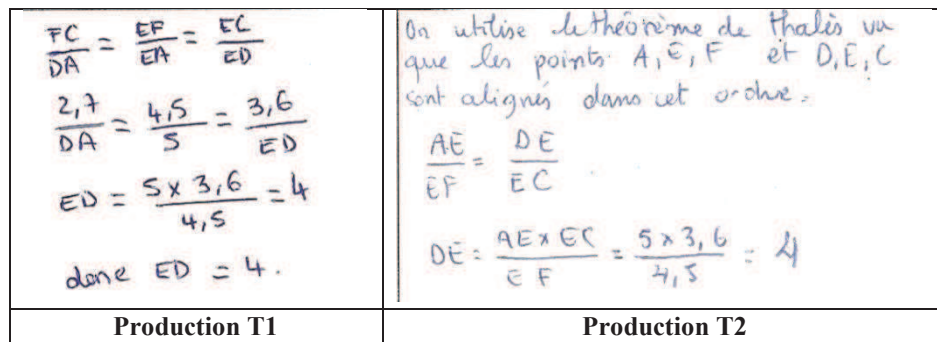 FC/DA = EF/EA = EC/ED
2,7/DA = 4,5/5 = 3,6/ED
ED = 5 x 3,6/4,5 = 4
donc ED = 4.
Production T1
On utilise le théorème de thalès vu
que les points A, E, F et D, E, C
sont alignés dans cet ordre.
AE/EF = DE/EC.
DE = AE x EC/EF = 5 x 3,6/4,5 = 4
Production T2